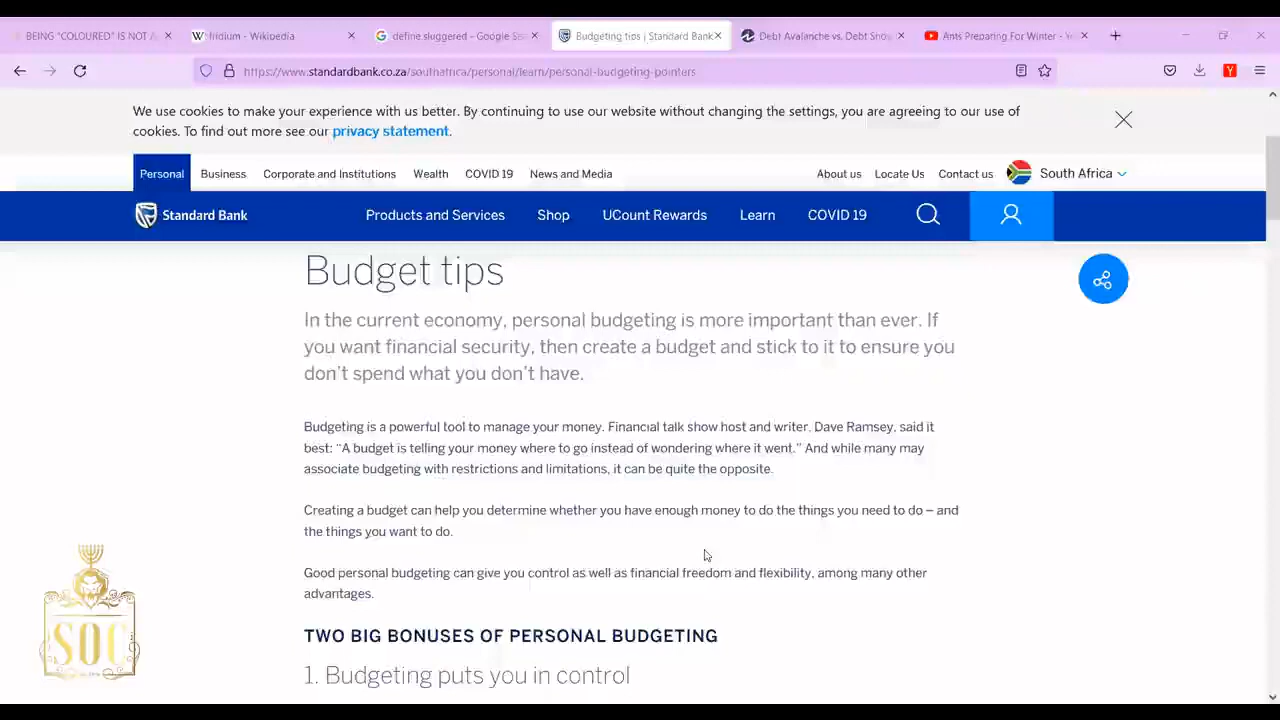 BEING "COLOURED" IS NOT
Iridium - Wikipedia
define sluggered - Google Sea
Budgeting tips | Standard Bank
Debt Avalanche vs. Debt Snow
Ants Preparing For Winter - Y
https://www.standardbank.co.za/southafrica/personal/learn/personal-budgeting-pointers
We use cookies to make your experience with us better. By continuing to use our website without changing the settings, you are agreeing to our use of
cookies. To find out more see our privacy statement.
Personal Business Corporate and Institutions Wealth COVID 19 News and Media About us Locate Us Contact us South Africa
Standard Bank Products and Services Shop UCount Rewards Learn COVID 19
Budget tips
In the current economy, personal budgeting is more important than ever. If
you want financial security, then create a budget and stick to it to ensure you
don't spend what you don't have.
Budgeting is a powerful tool to manage your money. Financial talk show host and writer, Dave Ramsey, said it
best: “A budget is telling your money where to go instead of wondering where it went.” And while many may
associate budgeting with restrictions and limitations, it can be quite the opposite.
Creating a budget can help you determine whether you have enough money to do the things you need to do – and
the things you want to do.
Good personal budgeting can give you control as well as financial freedom and flexibility, among many other
advantages.
TWO BIG BONUSES OF PERSONAL BUDGETING
1. Budgeting puts you in control
SOC